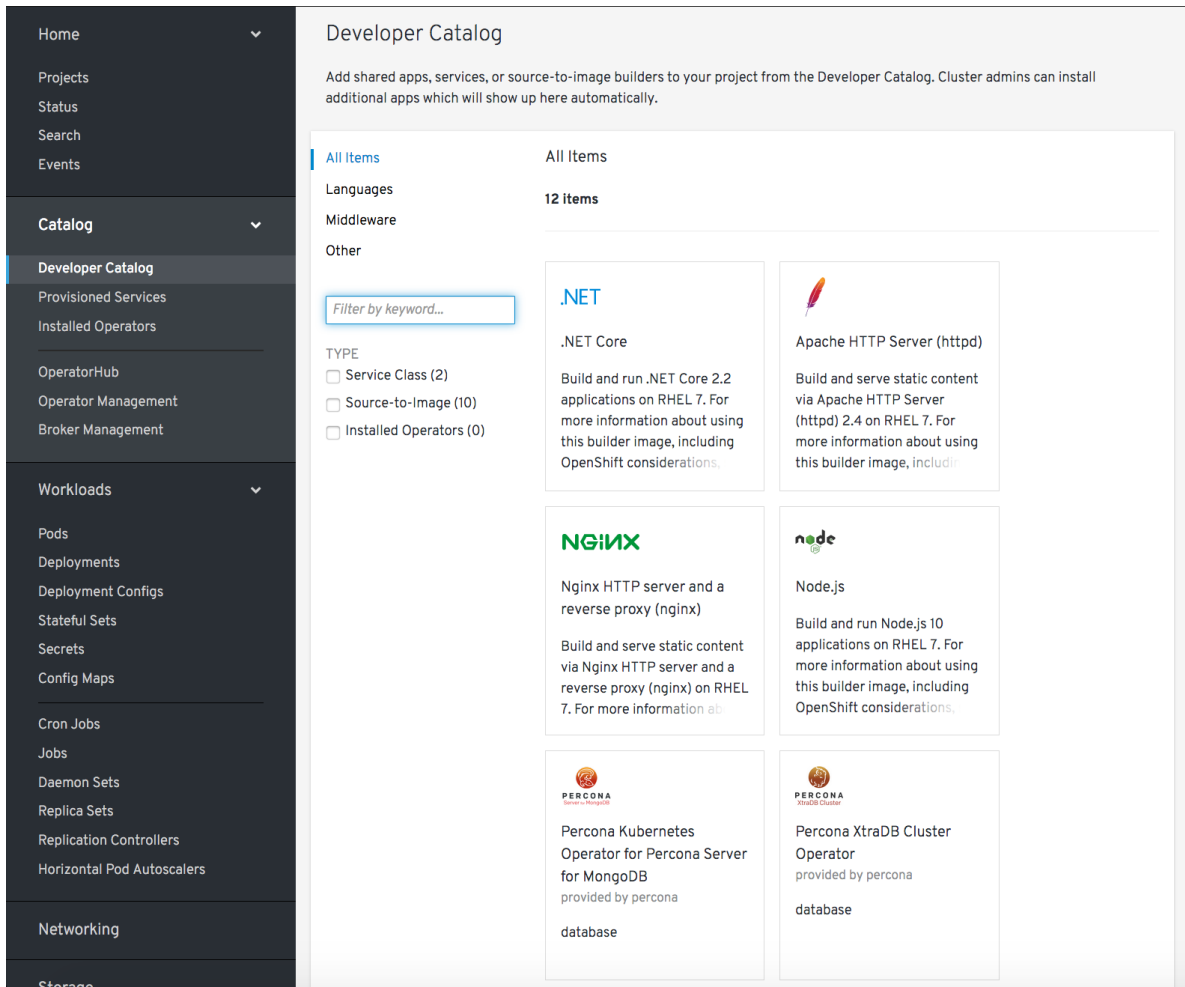 Home
Projects
Status
Search
Events
Catalog
Developer Catalog
Provisioned Services
Installed Operators
OperatorHub
Operator Management
Broker Management
Workloads
Pods
Deployments
Deployment Configs
Stateful Sets
Secrets
Config Maps
Cron Jobs
Jobs
Daemon Sets
Replica Sets
Replication Controllers
Horizontal Pod Autoscalers
Networking
Storage
Developer Catalog
Add shared apps, services, or source-to-image builders to your project from the Developer Catalog. Cluster admins can install
additional apps which will show up here automatically.
All Items
Languages
Middleware
Other
Filter by keyword...
TYPE
Service Class (2)
Source-to-Image (10)
Installed Operators (0)
All Items
12 items
.NET
.NET Core
Build and run .NET Core 2.2
applications on RHEL 7. For
more information about using
this builder image, including
OpenShift considerations,
Apache HTTP Server (httpd)
Build and serve static content
via Apache HTTP Server
(httpd) 2.4 on RHEL 7. For
more information about using
this builder image, includin
NGINX
Nginx HTTP server and a
reverse proxy (nginx)
Build and serve static content
via Nginx HTTP server and a
reverse proxy (nginx) on RHEL
7. For more information ab
node
JS
Node.js
Build and run Node.js 10
applications on RHEL 7. For
more information about using
this builder image, including
OpenShift considerations,
PERCONA
Server for MongoDB
Percona Kubernetes
Operator for Percona Server
for MongoDB
provided by percona
database
PERCONA
XtraDB Cluster
Percona XtraDB Cluster
Operator
provided by percona
database